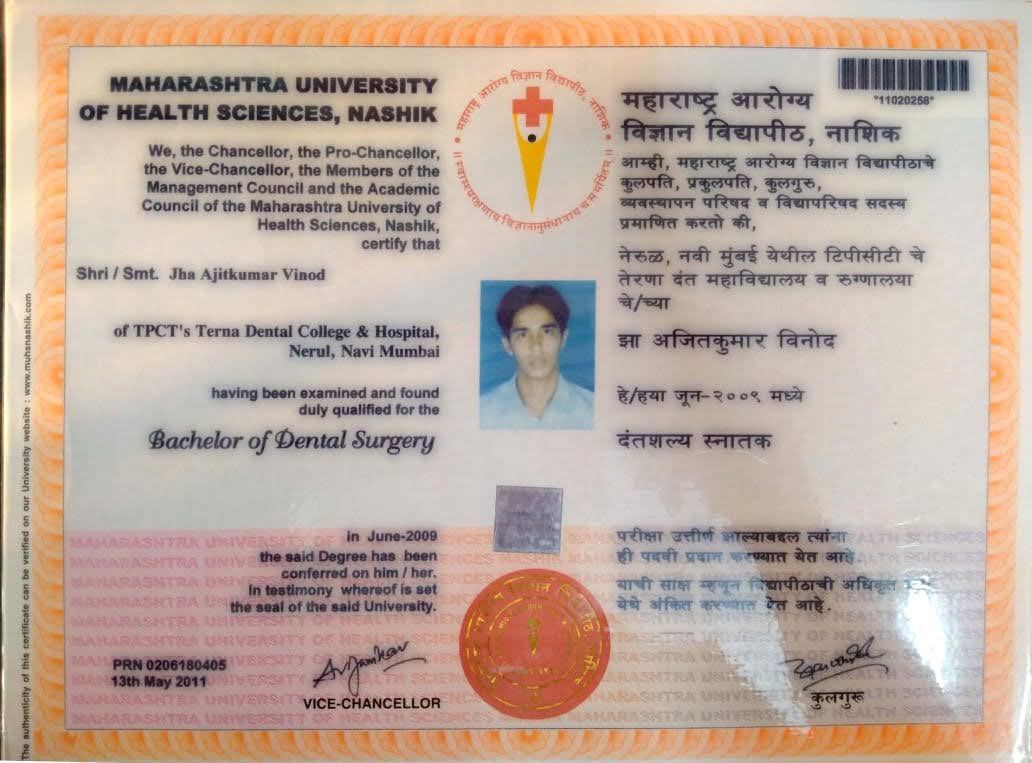 MAHARASHTRA UNIVERSITY
OF HEALTH SCIENCES, NASHIK
We, the Chancellor, the Pro-Chancellor,
the Vice-Chancellor, the Members of the
Management Council and the Academic
Council of the Maharashtra University of
Health Sciences, Nashik,
certify that
Shri / Smt. Jha Ajitkumar Vinod
of TPCT's Terna Dental College & Hospital,
Nerul, Navi Mumbai
having been examined and found
duly qualified for the
Bachelor of Dental Surgery
in June-2009
the said Degree has been
conferred on him / her.
In testimony whereof is set
the seal of the said University.
PRN 0206180405
13th May 2011
VICE-CHANCELLOR
महाराष्ट्र आरोग्य विज्ञान विद्यापीठ, नाशिक
*11020258*
महाराष्ट्र आरोग्य
विज्ञान विद्यापीठ, नाशिक
आम्ही, महाराष्ट्र आरोग्य विज्ञान विद्यापीठाचे
कुलपति, प्रकुलपति, कुलगुरु,
व्यवस्थापन परिषद व विद्यापरिषद सदस्य
प्रमाणित करतो की,
नेरुळ, नवी मुंबई येथील टिपीसीटी चे
तेरणा दंत महाविद्यालय व रुग्णालया
चे/च्या
झा अजितकुमार विनोद
हे/हया जून-२००९ मध्ये
दंतशल्य स्नातक
परीक्षा उत्तीर्ण झाल्याबद्दल त्यांना
ही पदवी प्रदान करण्यात येत आहे.
याची साक्ष म्हणून विद्यापीठाची अधिकृत
येथे अंकित करण्यात येत आहे.
कुलगुरू
The authenticity of this certificate can be verified on our University website : www.muhsnashik.com
MAHARASHTRA UNIVERSITY OF HEALTH SCIENCES